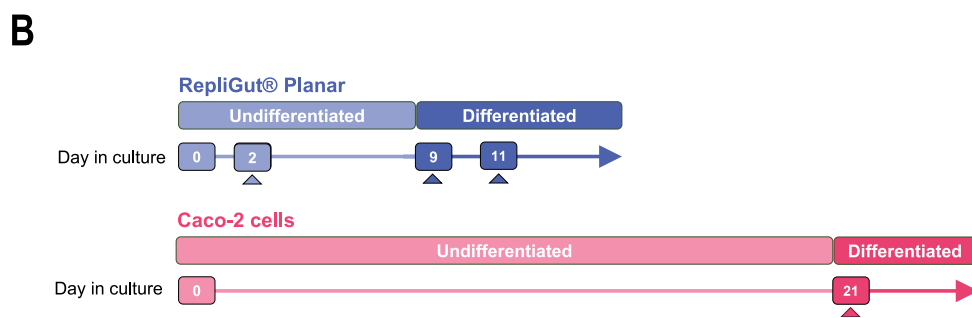 B
RepliGut® Planar
Undifferentiated Differentiated
Day in culture 0 2 9 11
Caco-2 cells
Undifferentiated Differentiated
Day in culture 0 21